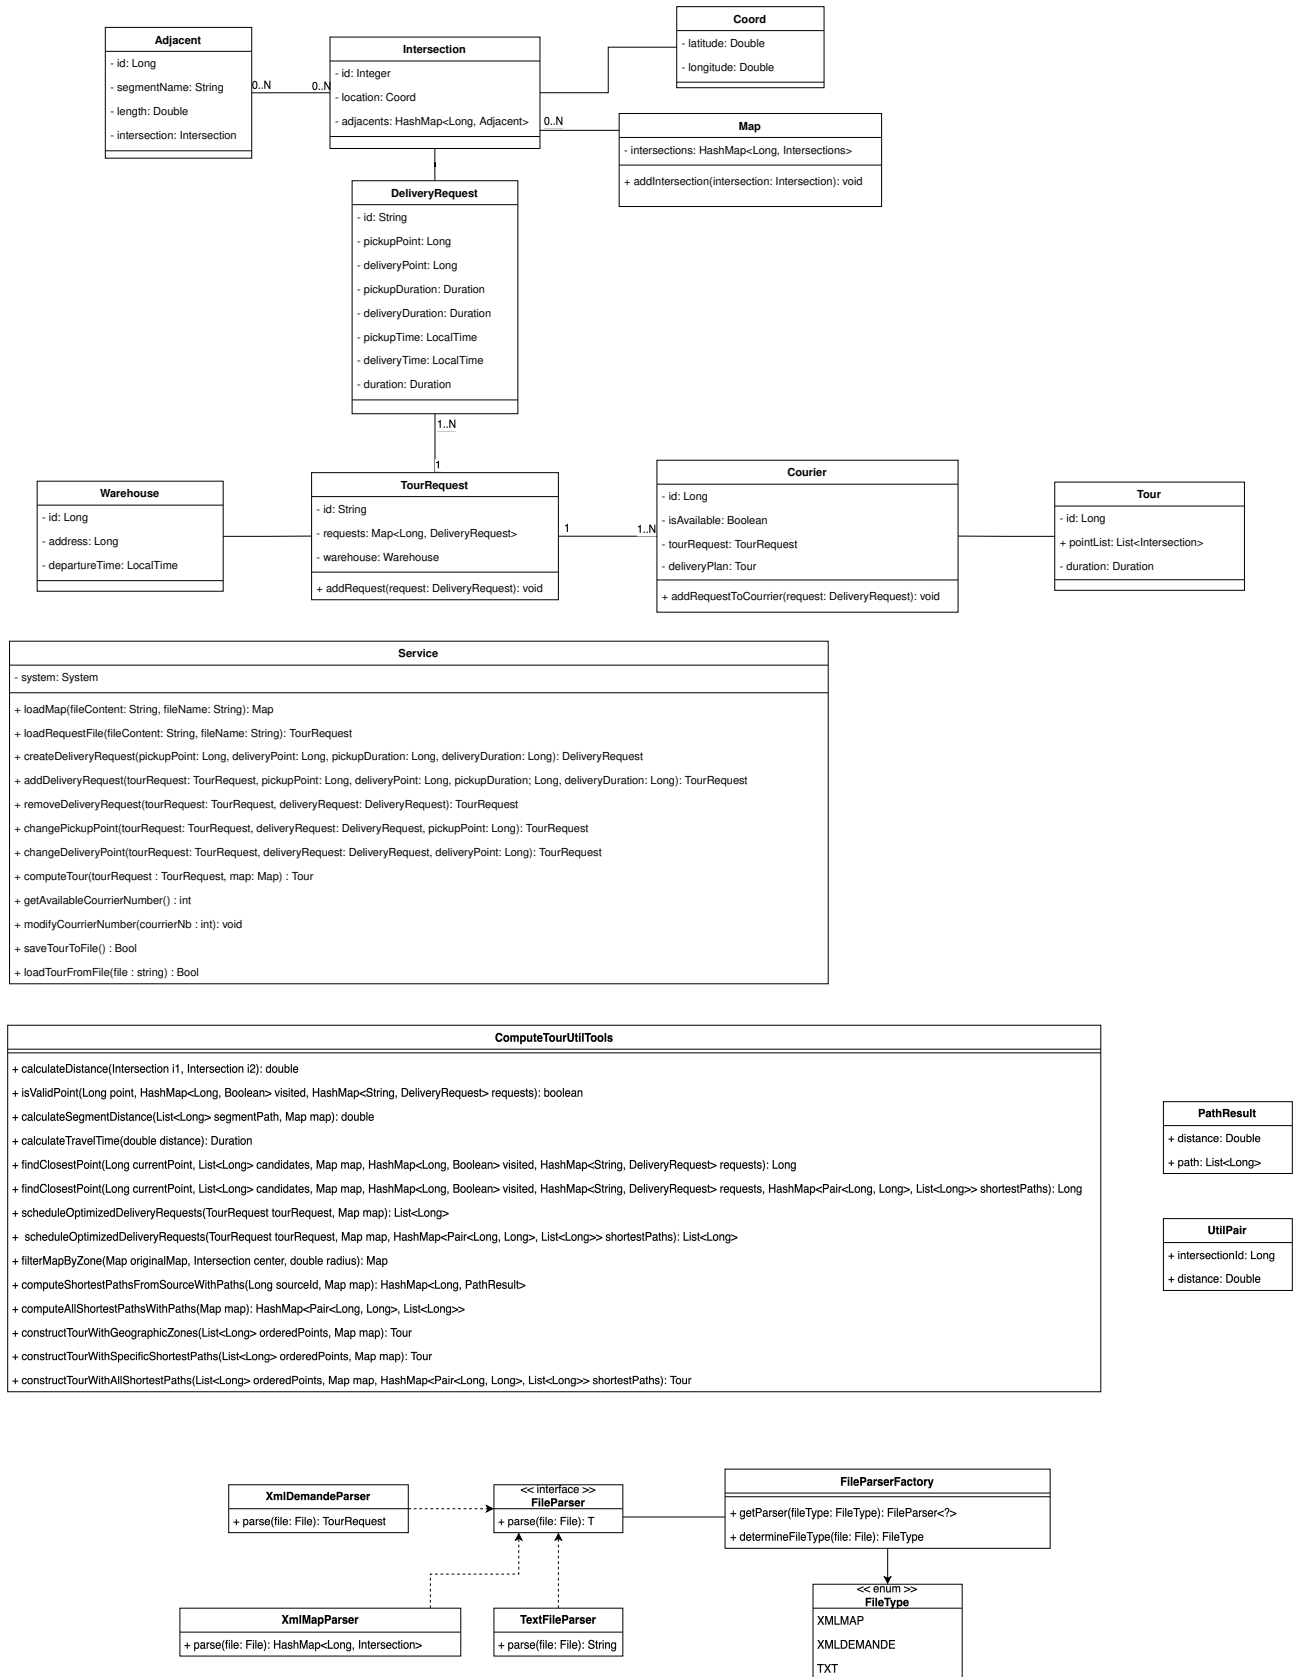 Adjacent
- id: Long
- segmentName: String
- length: Double
- intersection: Intersection
0..N
0..N
Intersection
- id: Integer
- location: Coord
- adjacents: HashMap<Long, Adjacent>
Coord
- latitude: Double
- longitude: Double
0..N
Map
- intersections: HashMap<Long, Intersections>
+ addIntersection(intersection: Intersection): void
DeliveryRequest
- id: String
- pickupPoint: Long
- deliveryPoint: Long
- pickupDuration: Duration
- deliveryDuration: Duration
- pickupTime: LocalTime
- deliveryTime: LocalTime
- duration: Duration
1..N
1
Warehouse
- id: Long
- address: Long
- departureTime: LocalTime
TourRequest
- id: String
- requests: Map<Long, DeliveryRequest>
- warehouse: Warehouse
+ addRequest(request: DeliveryRequest): void
1
1..N
Courier
- id: Long
- isAvailable: Boolean
- tourRequest: TourRequest
- deliveryPlan: Tour
+ addRequestToCourrier(request: DeliveryRequest): void
Tour
- id: Long
+ pointList: List<Intersection>
- duration: Duration
Service
- system: System
+ loadMap(fileContent: String, fileName: String): Map
+ loadRequestFile(fileContent: String, fileName: String): TourRequest
+ createDeliveryRequest(pickupPoint: Long, deliveryPoint: Long, pickupDuration: Long, deliveryDuration: Long): DeliveryRequest
+ addDeliveryRequest(tourRequest: TourRequest, pickupPoint: Long, deliveryPoint: Long, pickupDuration; Long, deliveryDuration: Long): TourRequest
+ removeDeliveryRequest(tourRequest: TourRequest, deliveryRequest: DeliveryRequest): TourRequest
+ changePickupPoint(tourRequest: TourRequest, deliveryRequest: DeliveryRequest, pickupPoint: Long): TourRequest
+ changeDeliveryPoint(tourRequest: TourRequest, deliveryRequest: DeliveryRequest, deliveryPoint: Long): TourRequest
+ computeTour(tourRequest : TourRequest, map: Map) : Tour
+ getAvailableCourrierNumber() : int
+ modifyCourrierNumber(courrierNb : int): void
+ saveTourToFile() : Bool
+ loadTourFromFile(file : string) : Bool
ComputeTourUtilTools
+ calculateDistance(Intersection i1, Intersection i2): double
+ isValidPoint(Long point, HashMap<Long, Boolean> visited, HashMap<String, DeliveryRequest> requests): boolean
+ calculateSegmentDistance(List<Long> segmentPath, Map map): double
+ calculateTravelTime(double distance): Duration
+ findClosestPoint(Long currentPoint, List<Long> candidates, Map map, HashMap<Long, Boolean> visited, HashMap<String, DeliveryRequest> requests): Long
+ findClosestPoint(Long currentPoint, List<Long> candidates, Map map, HashMap<Long, Boolean> visited, HashMap<String, DeliveryRequest> requests, HashMap<Pair<Long, Long>, List<Long>> shortestPaths): Long
+ scheduleOptimizedDeliveryRequests(TourRequest tourRequest, Map map): List<Long>
+ scheduleOptimizedDeliveryRequests(TourRequest tourRequest, Map map, HashMap<Pair<Long, Long>, List<Long>> shortestPaths): List<Long>
+ filterMapByZone(Map originalMap, Intersection center, double radius): Map
+ computeShortestPathsFromSourceWithPaths(Long sourceId, Map map): HashMap<Long, PathResult>
+ computeAllShortestPathsWithPaths(Map map): HashMap<Pair<Long, Long>, List<Long>>
+ constructTourWithGeographicZones(List<Long> orderedPoints, Map map): Tour
+ constructTourWithSpecificShortestPaths(List<Long> orderedPoints, Map map): Tour
+ constructTourWithAllShortestPaths(List<Long> orderedPoints, Map map, HashMap<Pair<Long, Long>, List<Long>> shortestPaths): Tour
PathResult
+ distance: Double
+ path: List<Long>
UtilPair
+ intersectionId: Long
+ distance: Double
XmlDemandeParser
+ parse(file: File): TourRequest
<< interface >>
FileParser
+ parse(file: File): T
FileParserFactory
+ getParser(fileType: FileType): FileParser<?>
+ determineFileType(file: File): FileType
XmlMapParser
+ parse(file: File): HashMap<Long, Intersection>
TextFileParser
+ parse(file: File): String
<< enum >>
FileType
XMLMAP
XMLDEMANDE
TXT